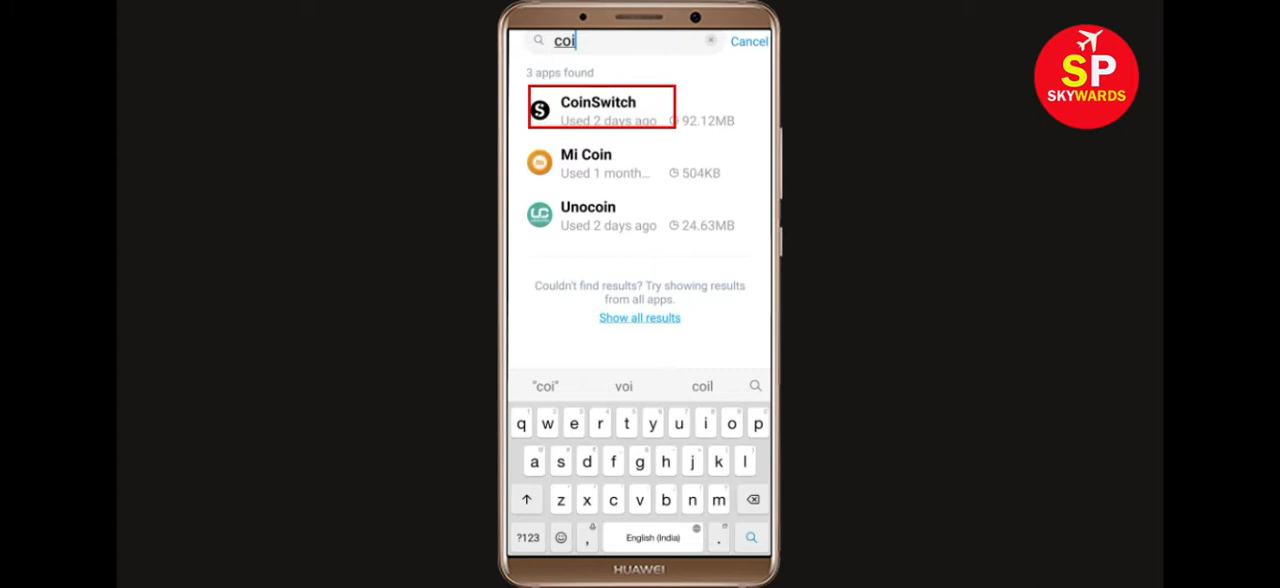 coi
Cancel
3 apps found
CoinSwitch
Used 2 days ago 92.12MB
Mi Coin
Used 1 month... 504KB
Unocoin
Used 2 days ago 24.63MB
Couldn't find results? Try showing results
from all apps.
Show all results
"coi" voi coil
q w e r t y u i o p
a s d f g h j k l
z x c v b n m
?123 , English (India) .
HUAWEI
SP
SKYWARDS